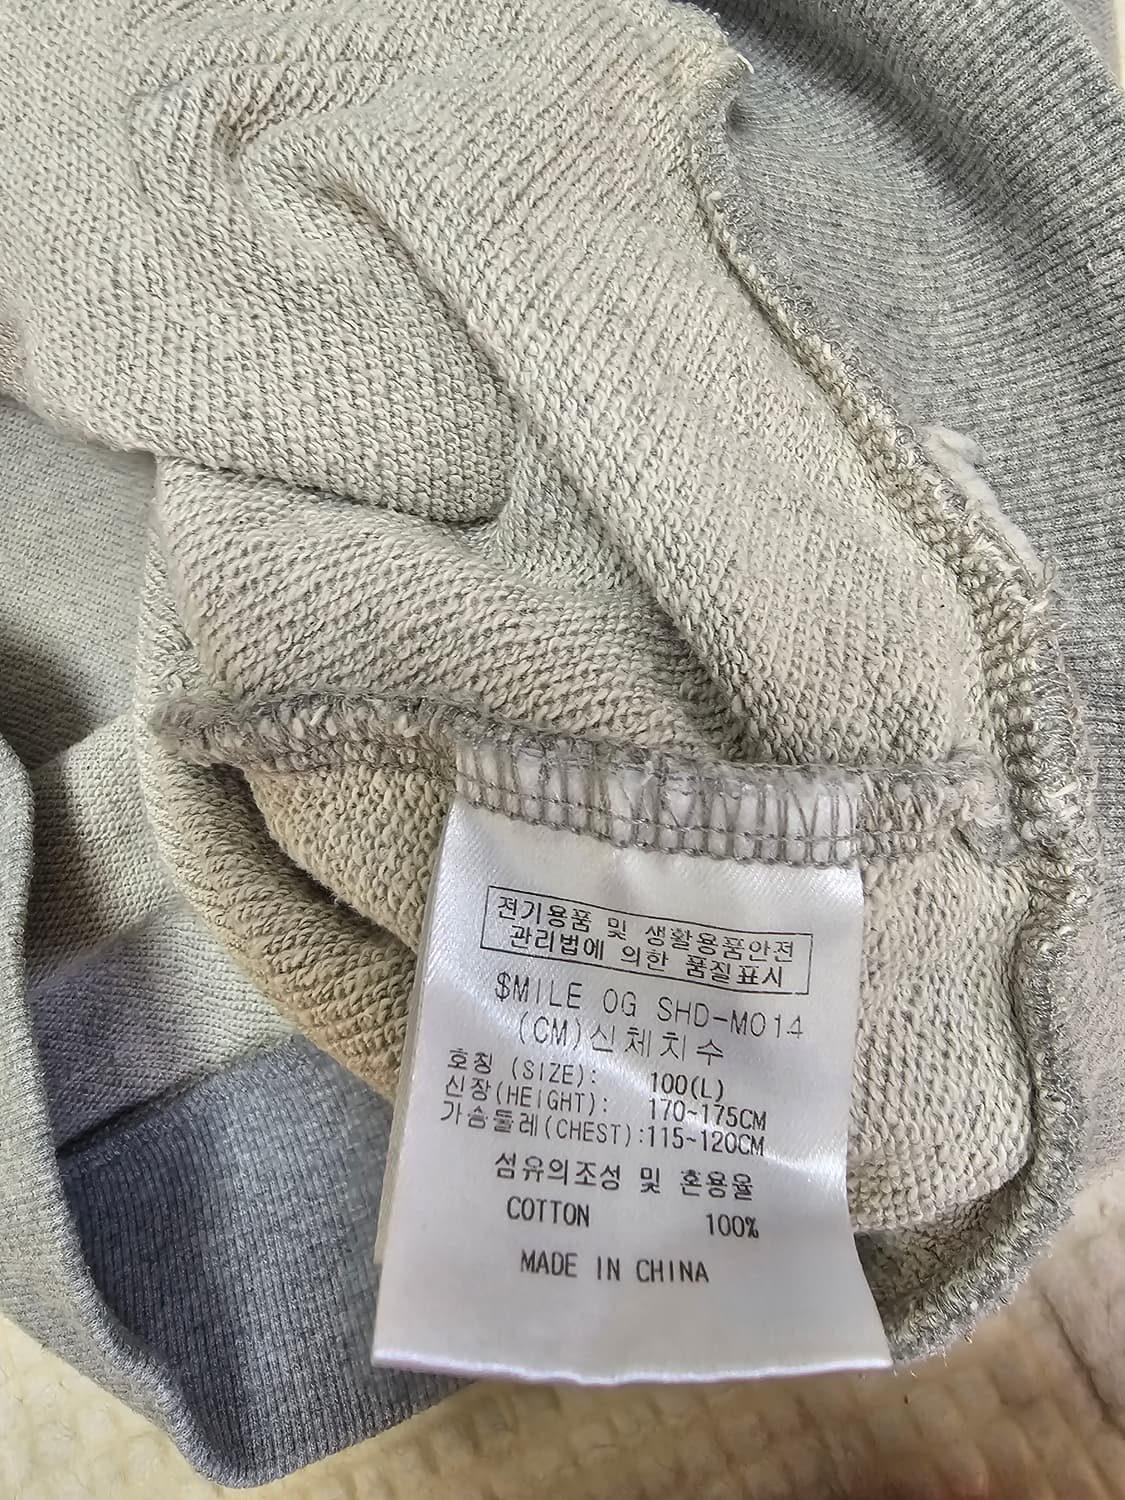 전기용품 및 생활용품안전
관리법에 의한 품질표시
$MILE OG SHD-M014
(CM)신체치수
호칭 (SIZE): 100(L)
신장(HEIGHT): 170~175CM
가슴둘레(CHEST):115~120CM
섬유의조성 및 혼용율
COTTON 100%
MADE IN CHINA